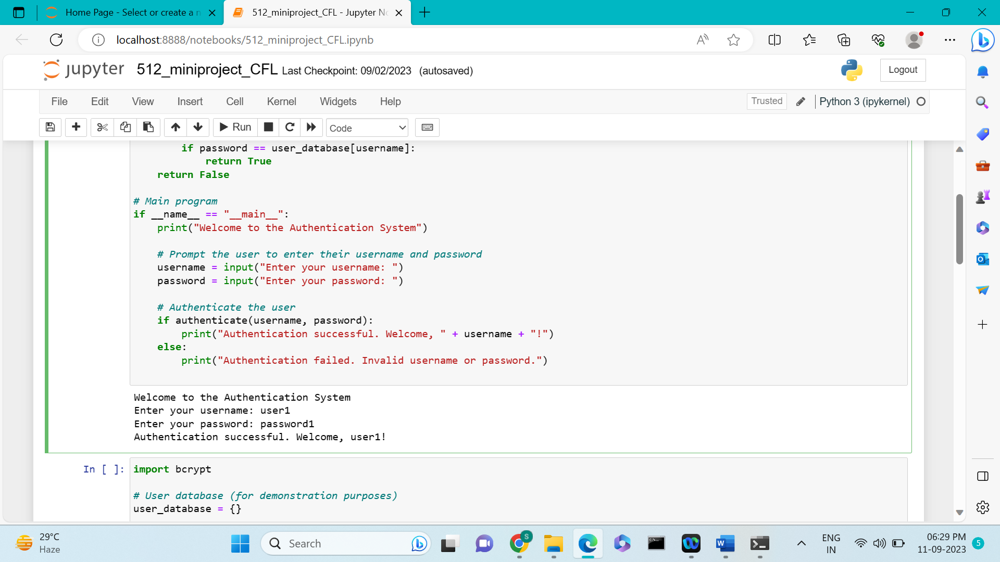 Home Page - Select or create a n
512_miniproject_CFL - Jupyter No
localhost:8888/notebooks/512_miniproject_CFL.ipynb
jupyter 512_miniproject_CFL Last Checkpoint: 09/02/2023 (autosaved)
Logout
File Edit View Insert Cell Kernel Widgets Help
Trusted Python 3 (ipykernel)
Run Code
if password == user_database[username]:
return True
return False
# Main program
if __name__ == "__main__":
print("Welcome to the Authentication System")
# Prompt the user to enter their username and password
username = input("Enter your username: ")
password = input("Enter your password: ")
# Authenticate the user
if authenticate(username, password):
print("Authentication successful. Welcome, " + username + "!")
else:
print("Authentication failed. Invalid username or password.")
Welcome to the Authentication System
Enter your username: user1
Enter your password: password1
Authentication successful. Welcome, user1!
In [ ]: import bcrypt
# User database (for demonstration purposes)
user_database = {}
29°C
Haze
Search
S
ENG
IN
06:29 PM
11-09-2023
5